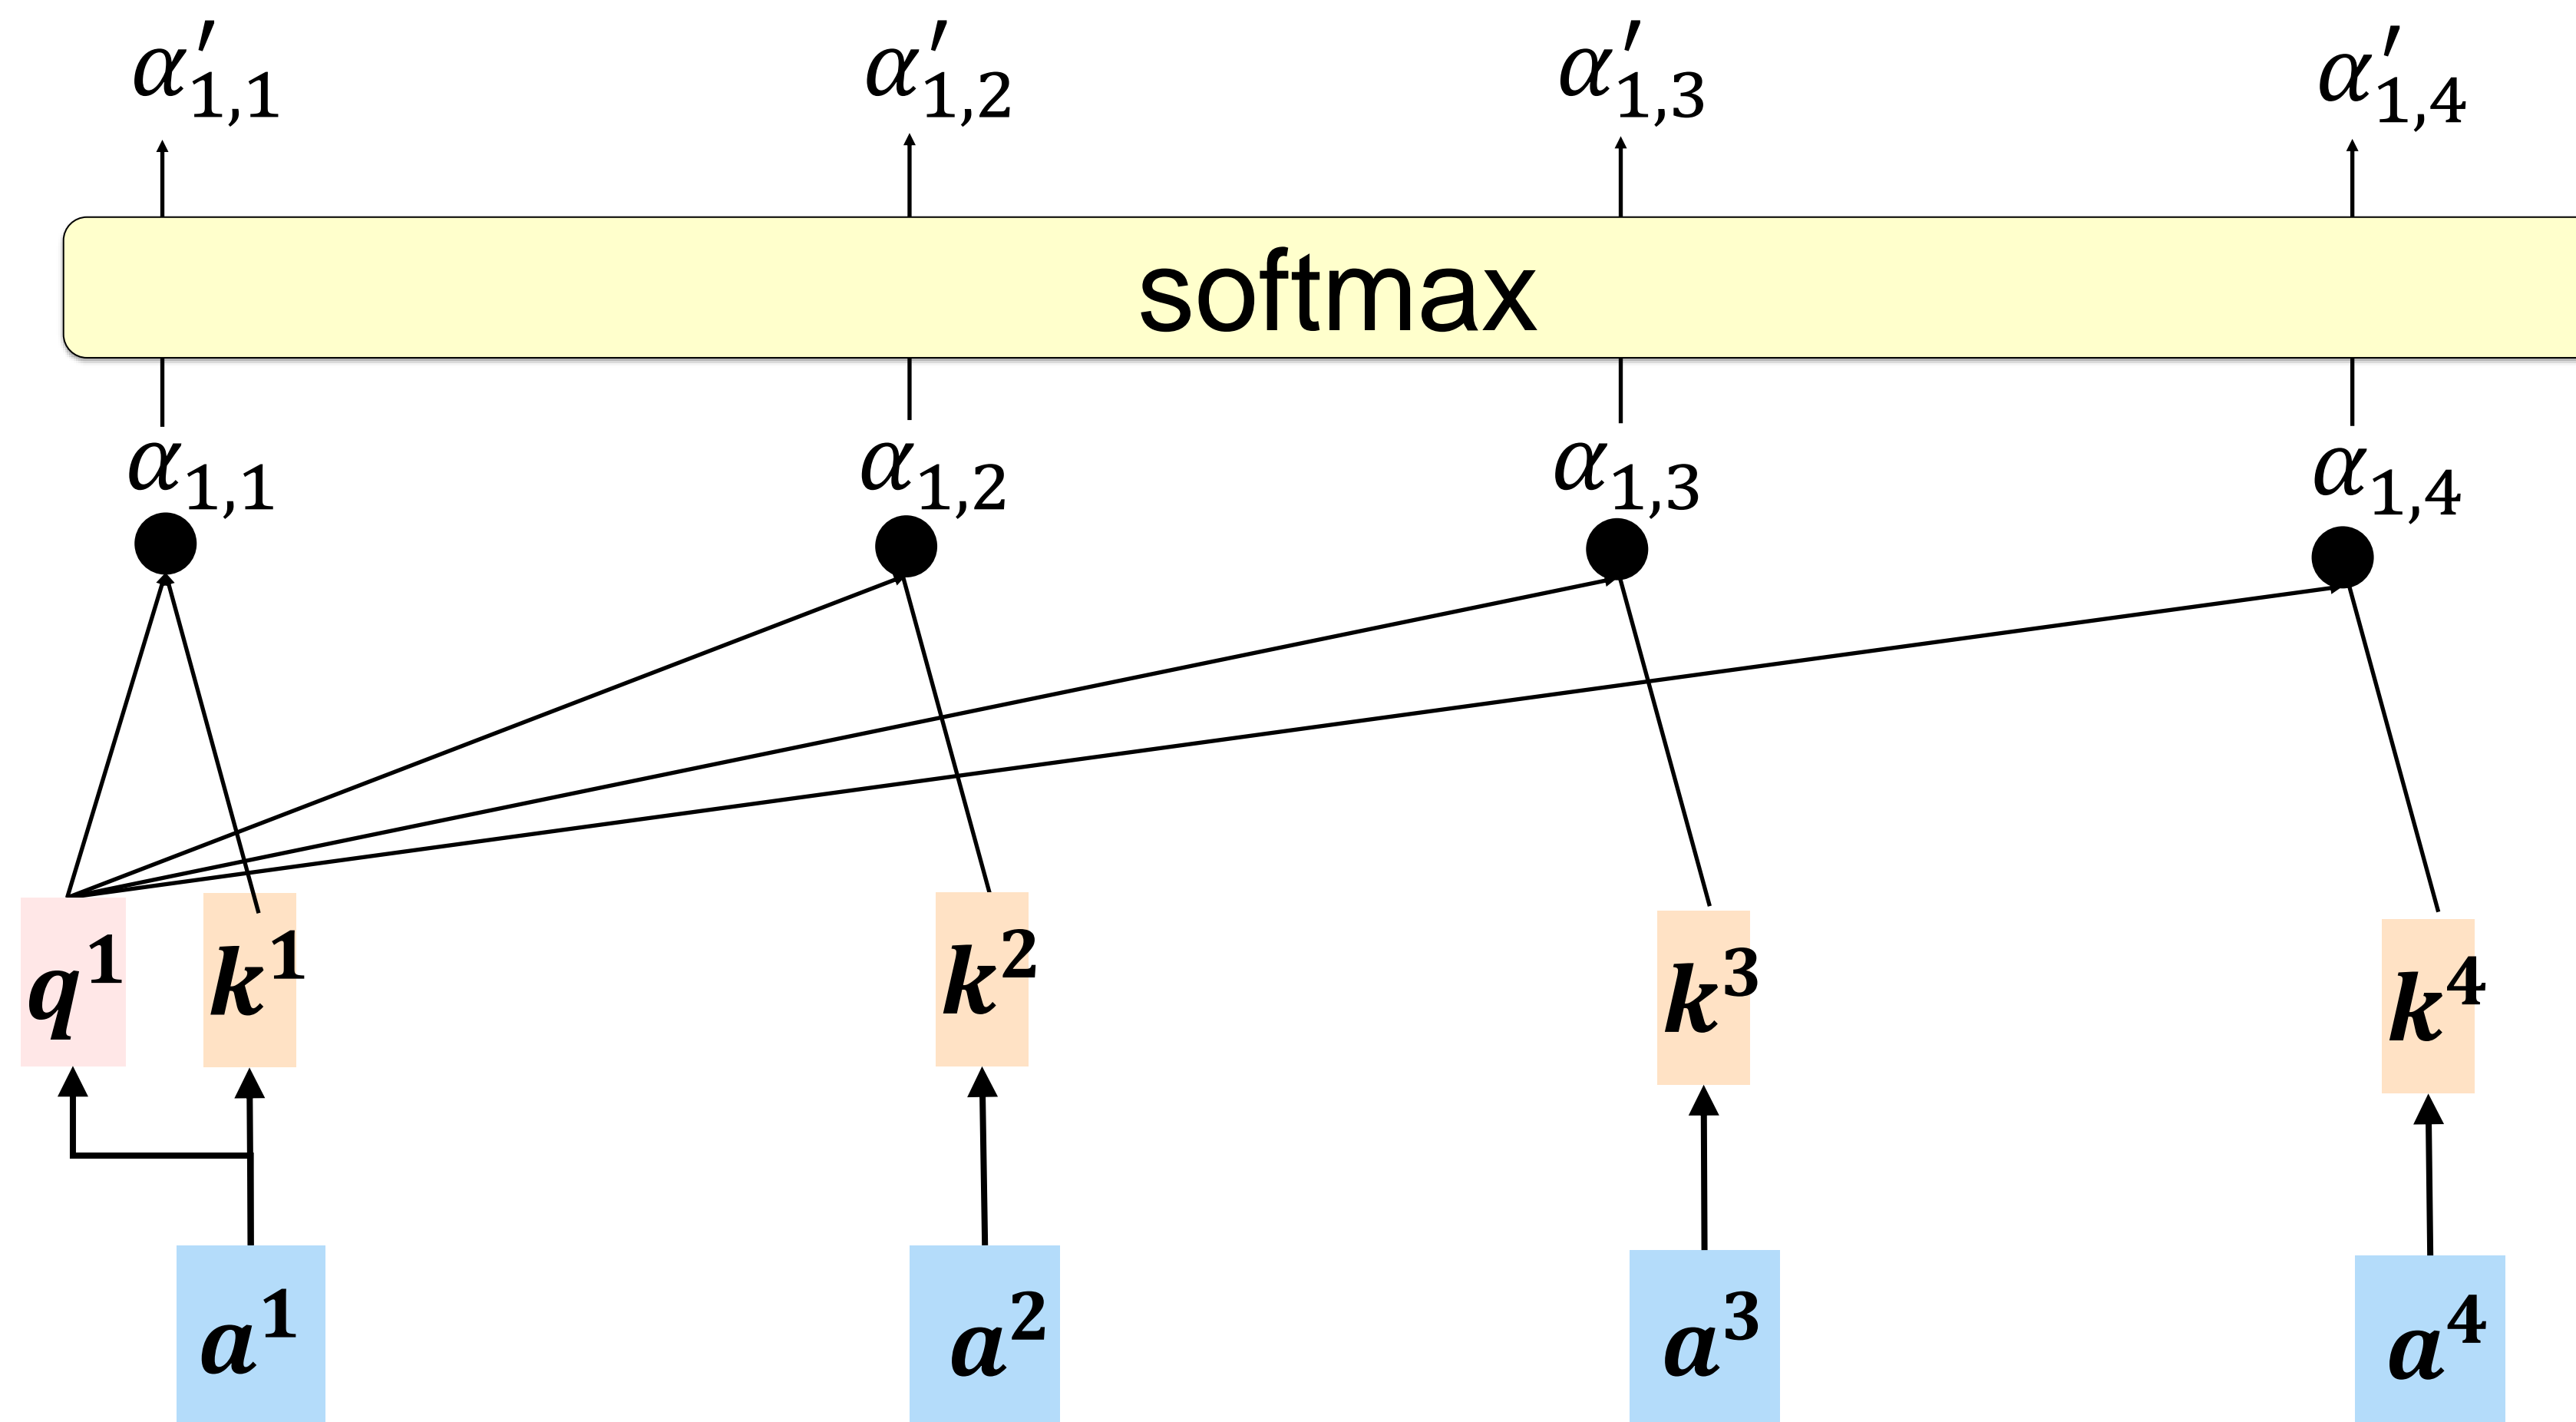 α′1,1 α′1,2 α′1,3 α′1,4
softmax
α1,1 α1,2 α1,3 α1,4
q¹ k¹ k² k³ k⁴
a¹ a² a³ a⁴